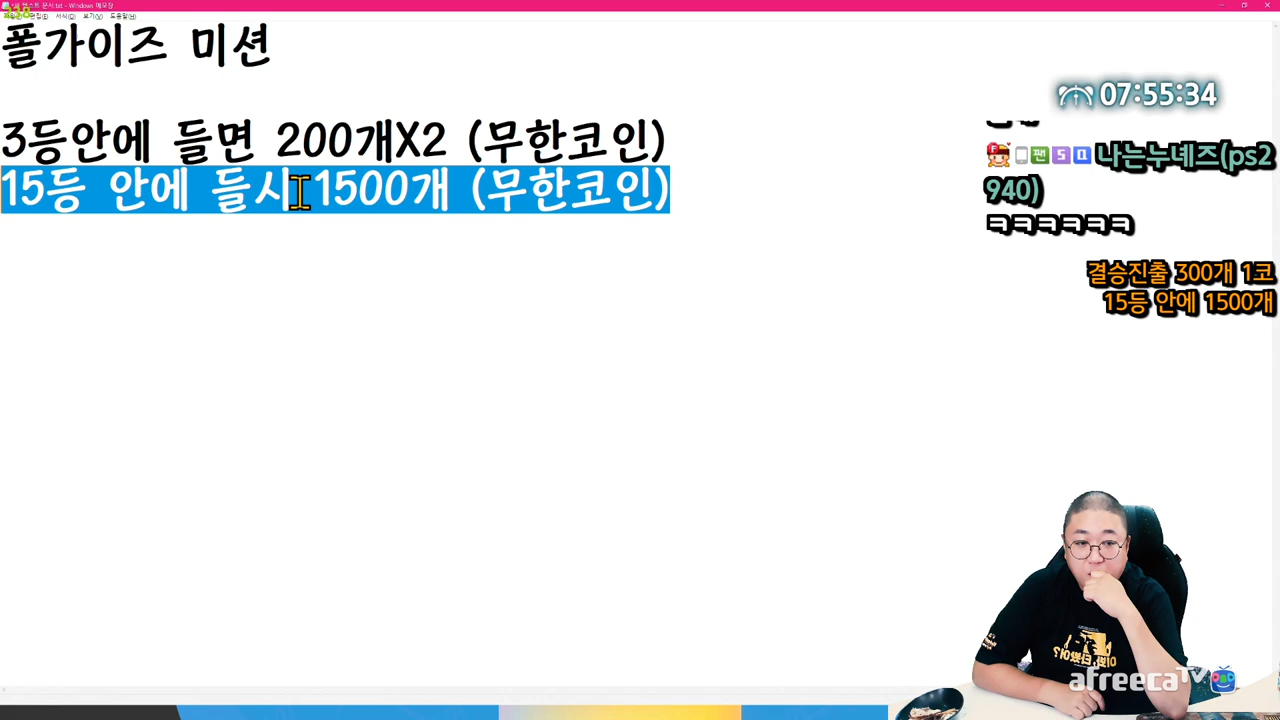 폴가이즈 미션
3등안에 들면 200개X2 (무한코인)
15등 안에 들시 1500개 (무한코인)
07:55:34
나는누녜즈(ps2
940)
ㅋㅋㅋㅋㅋㅋ
결승진출 300개 1코
15등 안에 1500개
afreecaTV